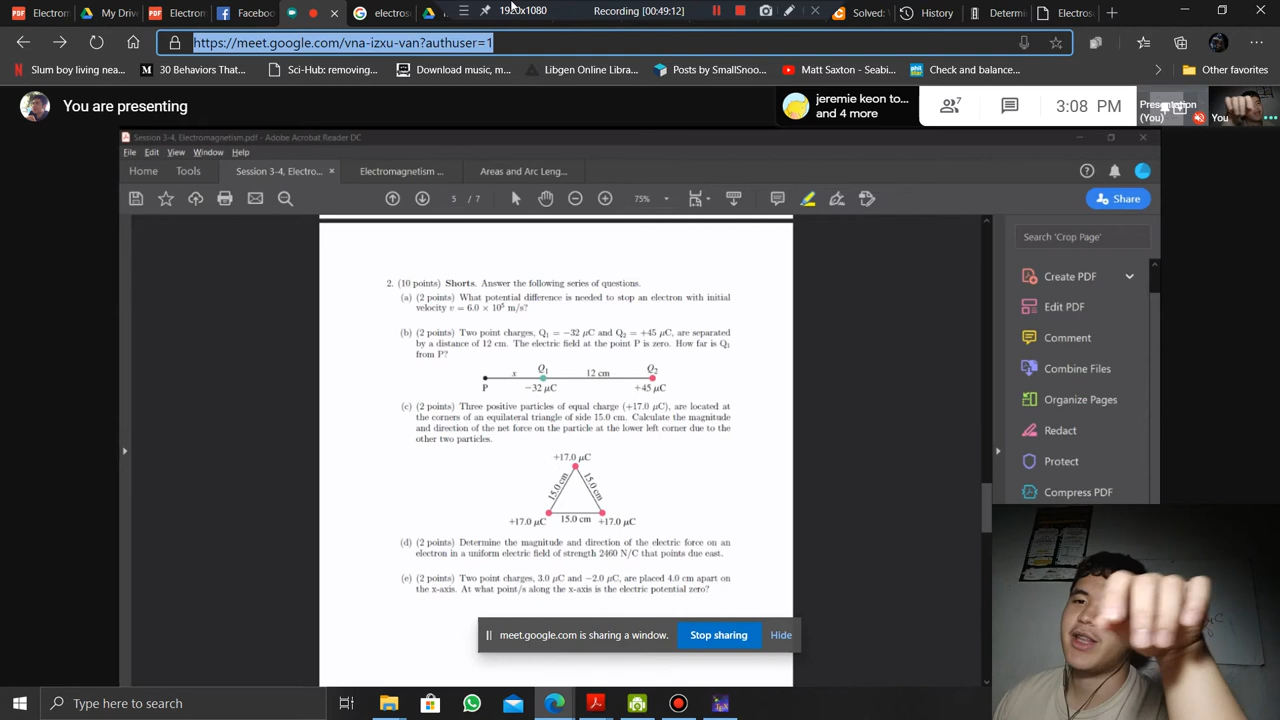 Electrom
My Drive
Electrom
Facebo
electros
1920x1080
Recording (00:49:12)
Solved:
History
Determi
Electros
https://meet.google.com/vna-izxu-van?authuser=1
Slum boy living nea...
30 Behaviors That...
Sci-Hub: removing...
Download music, m...
Libgen Online Libra...
Posts by SmallSnoo...
Matt Saxton - Seabi...
Check and balance...
Other favorites
You are presenting
jeremie keon to...
and 4 more
7
3:08 PM
Presentation
(You)
You
Session 3-4, Electromagnetism.pdf - Adobe Acrobat Reader DC
File Edit View Window Help
Home Tools Session 3-4, Electro... × Electromagnetism ... Areas and Arc Leng...
5 / 7
75%
Share
Search 'Crop Page'
Create PDF
Edit PDF
Comment
Combine Files
Organize Pages
Redact
Protect
Compress PDF
2. (10 points) Shorts. Answer the following series of questions.
(a) (2 points) What potential difference is needed to stop an electron with initial
velocity v = 6.0 × 10⁵ m/s?
(b) (2 points) Two point charges, Q₁ = −32 μC and Q₂ = +45 μC, are separated
by a distance of 12 cm. The electric field at the point P is zero. How far is Q₁
from P?
x Q₁ 12 cm Q₂
P −32 μC +45 μC
(c) (2 points) Three positive particles of equal charge (+17.0 μC), are located at
the corners of an equilateral triangle of side 15.0 cm. Calculate the magnitude
and direction of the net force on the particle at the lower left corner due to the
other two particles.
+17.0 μC
15.0 cm 15.0 cm
+17.0 μC 15.0 cm +17.0 μC
(d) (2 points) Determine the magnitude and direction of the electric force on an
electron in a uniform electric field of strength 2460 N/C that points due east.
(e) (2 points) Two point charges, 3.0 μC and −2.0 μC, are placed 4.0 cm apart on
the x-axis. At what point/s along the x-axis is the electric potential zero?
meet.google.com is sharing a window.
Stop sharing
Hide
Type here to search